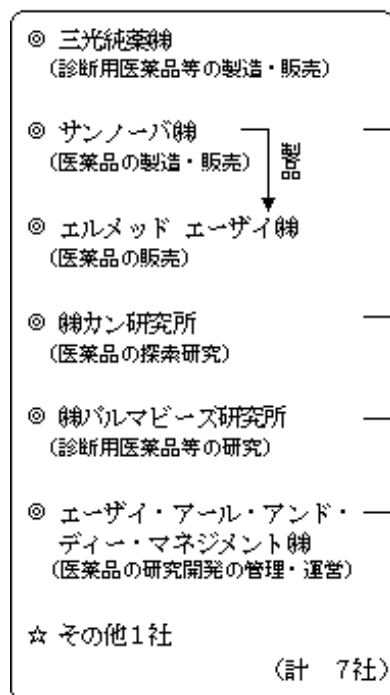 ◎ 三光純薬㈱
(診断用医薬品等の製造・販売)
◎ サンノーバ㈱
(医薬品の製造・販売)
製品
◎ エルメッド エーザイ㈱
(医薬品の販売)
◎ ㈱カン研究所
(医薬品の探索研究)
◎ ㈱パルマビーズ研究所
(診断用医薬品等の研究)
◎ エーザイ・アール・アンド・
ディー・マネジメント㈱
(医薬品の研究開発の管理・運営)
☆ その他1社
(計 7社)